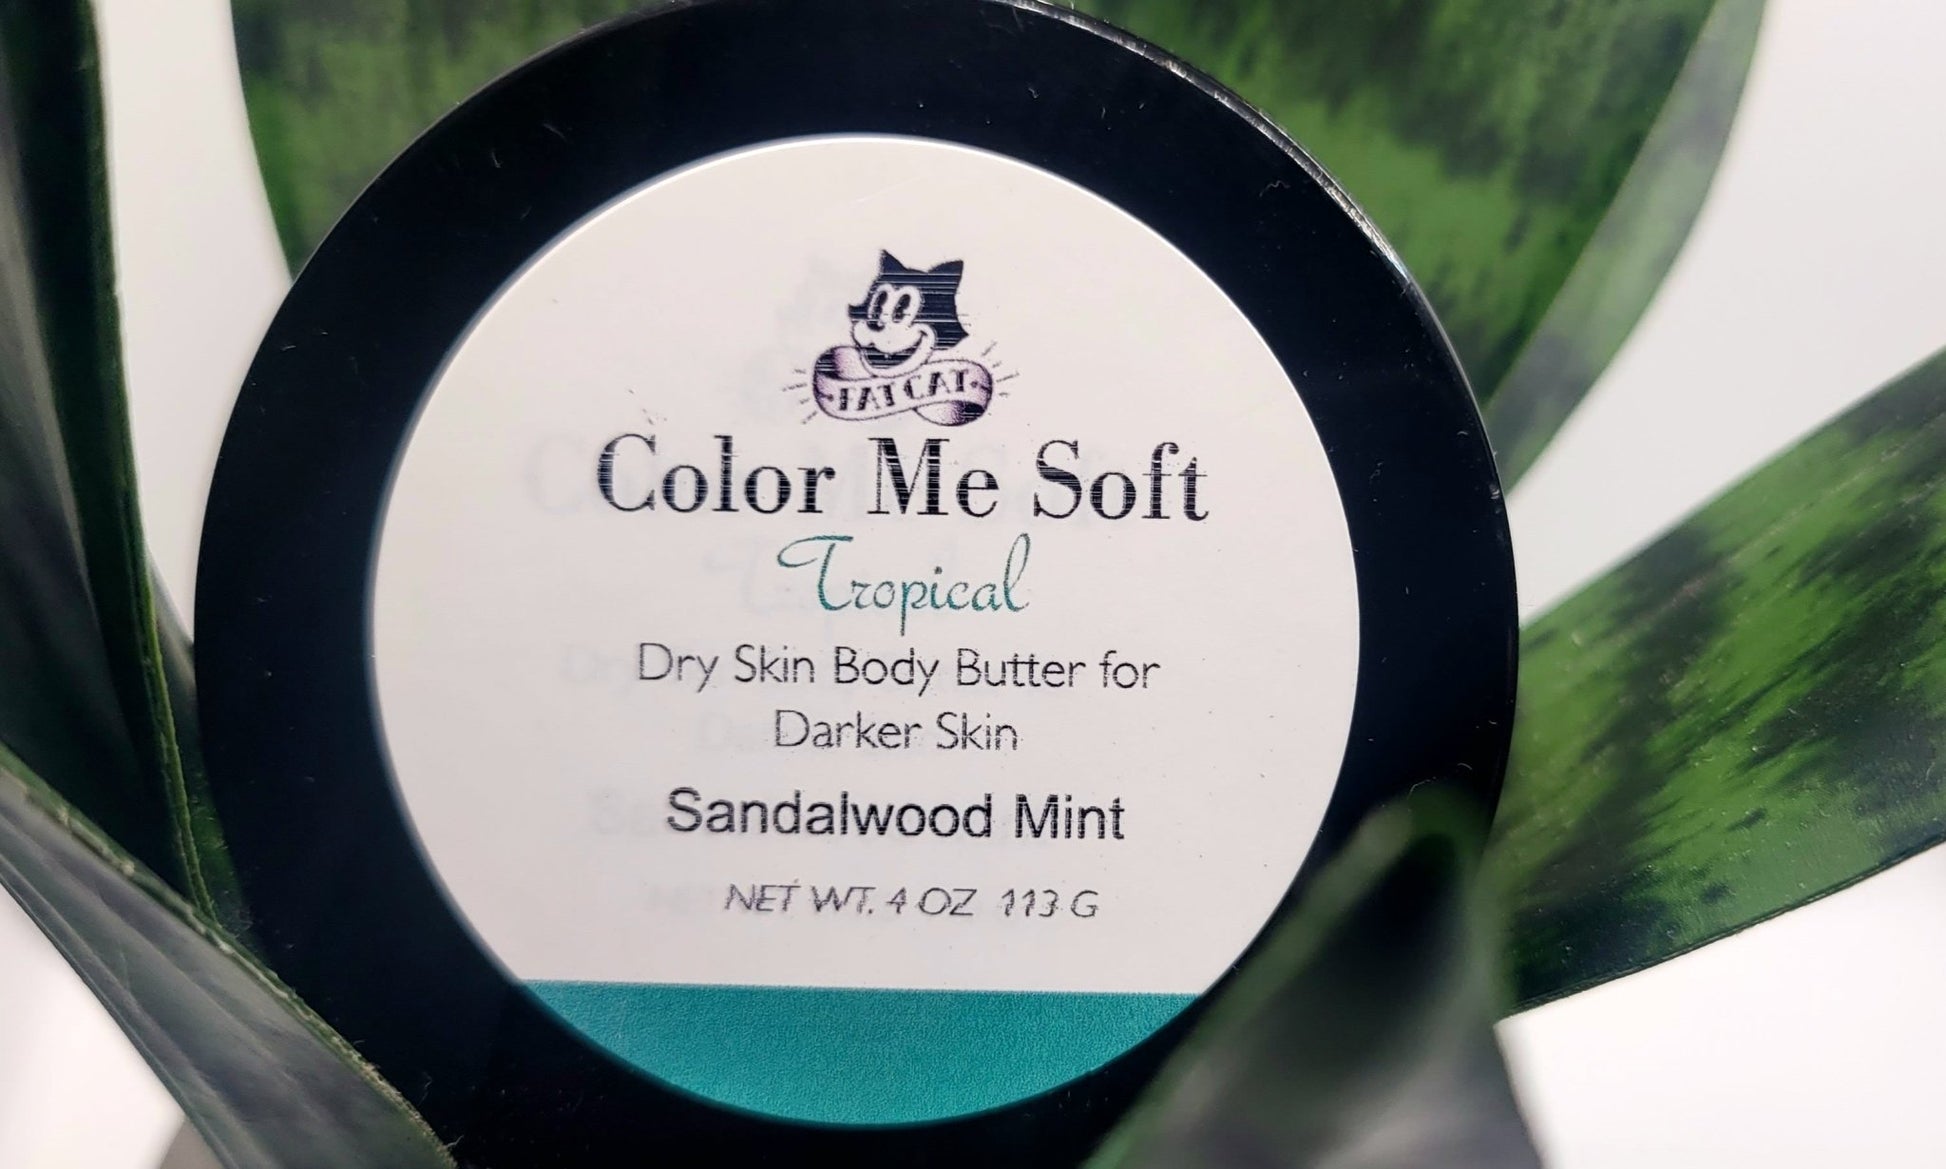 FAT CAT
Color Me Soft
Tropical
Dry Skin Body Butter for
Darker Skin
Sandalwood Mint
NET WT. 4 OZ 113 G